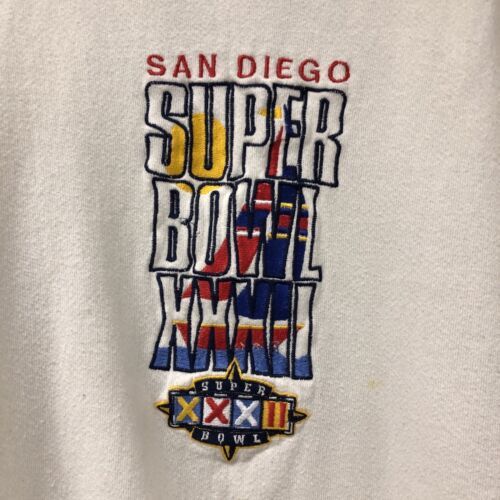 SAN DIEGO
SUPER
BOWL
XXXII
SUPER
XXXII
BOWL